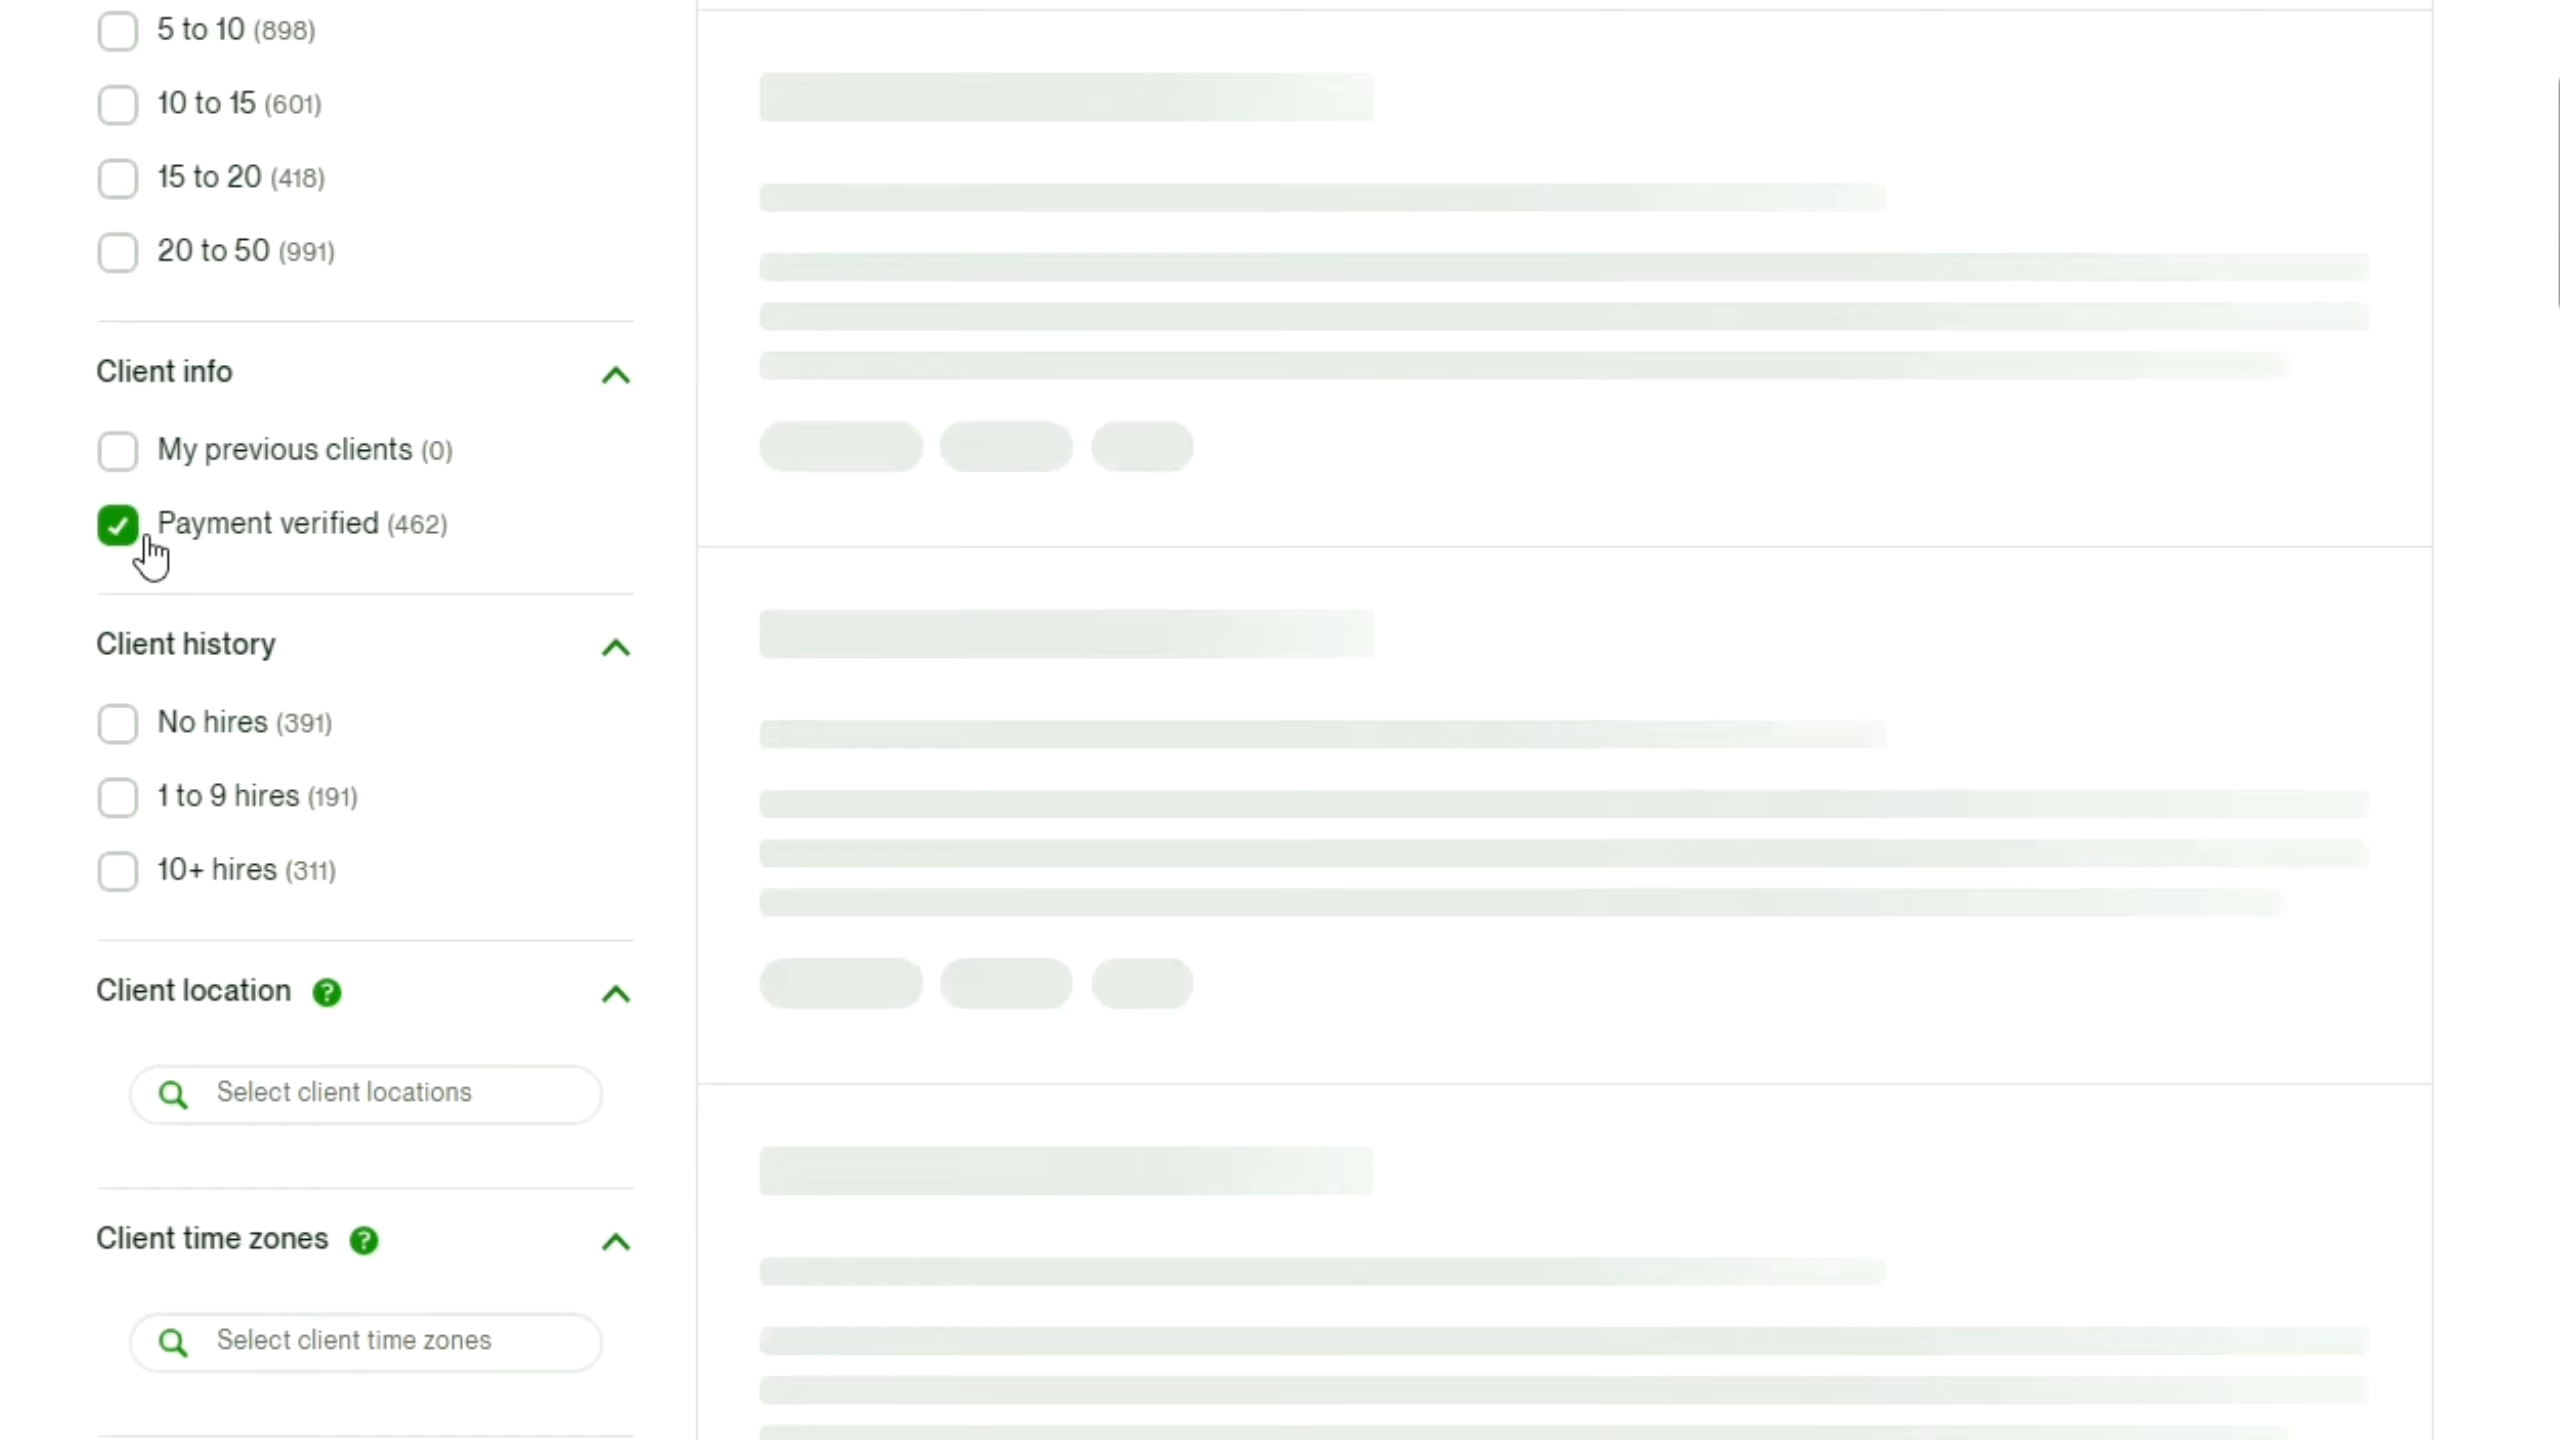 5 to 10 (898)
10 to 15 (601)
15 to 20 (418)
20 to 50 (991)
Client info
My previous clients (0)
Payment verified (462)
Client history
No hires (391)
1 to 9 hires (191)
10+ hires (311)
Client location ?
Select client locations
Client time zones ?
Select client time zones